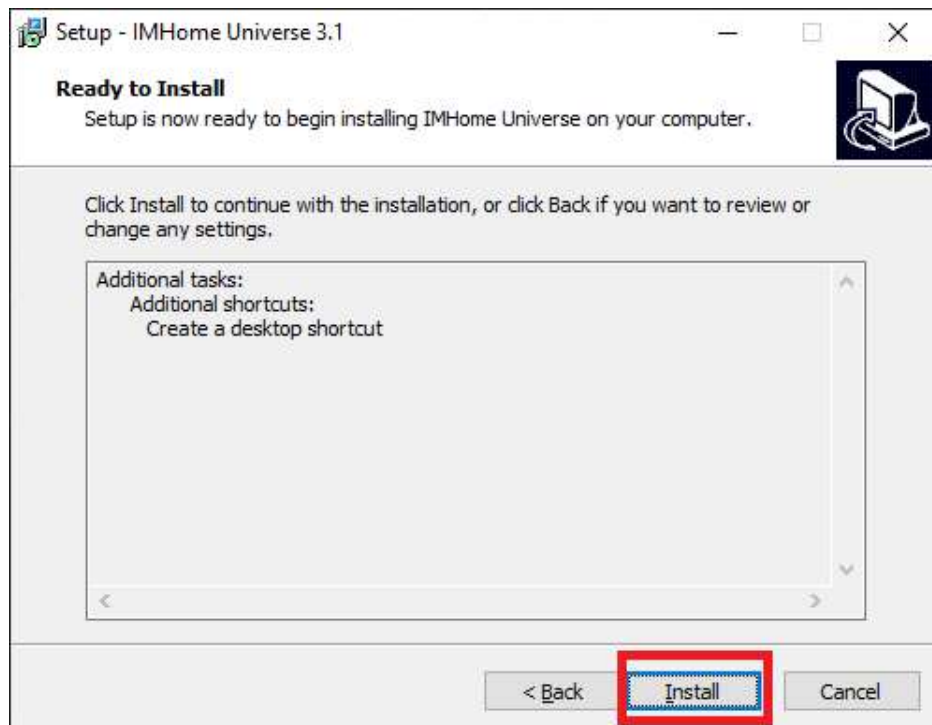 Setup - IMHome Universe 3.1
Ready to Install
Setup is now ready to begin installing IMHome Universe on your computer.
Click Install to continue with the installation, or click Back if you want to review or
change any settings.
Additional tasks:
Additional shortcuts:
Create a desktop shortcut
< Back
Install
Cancel